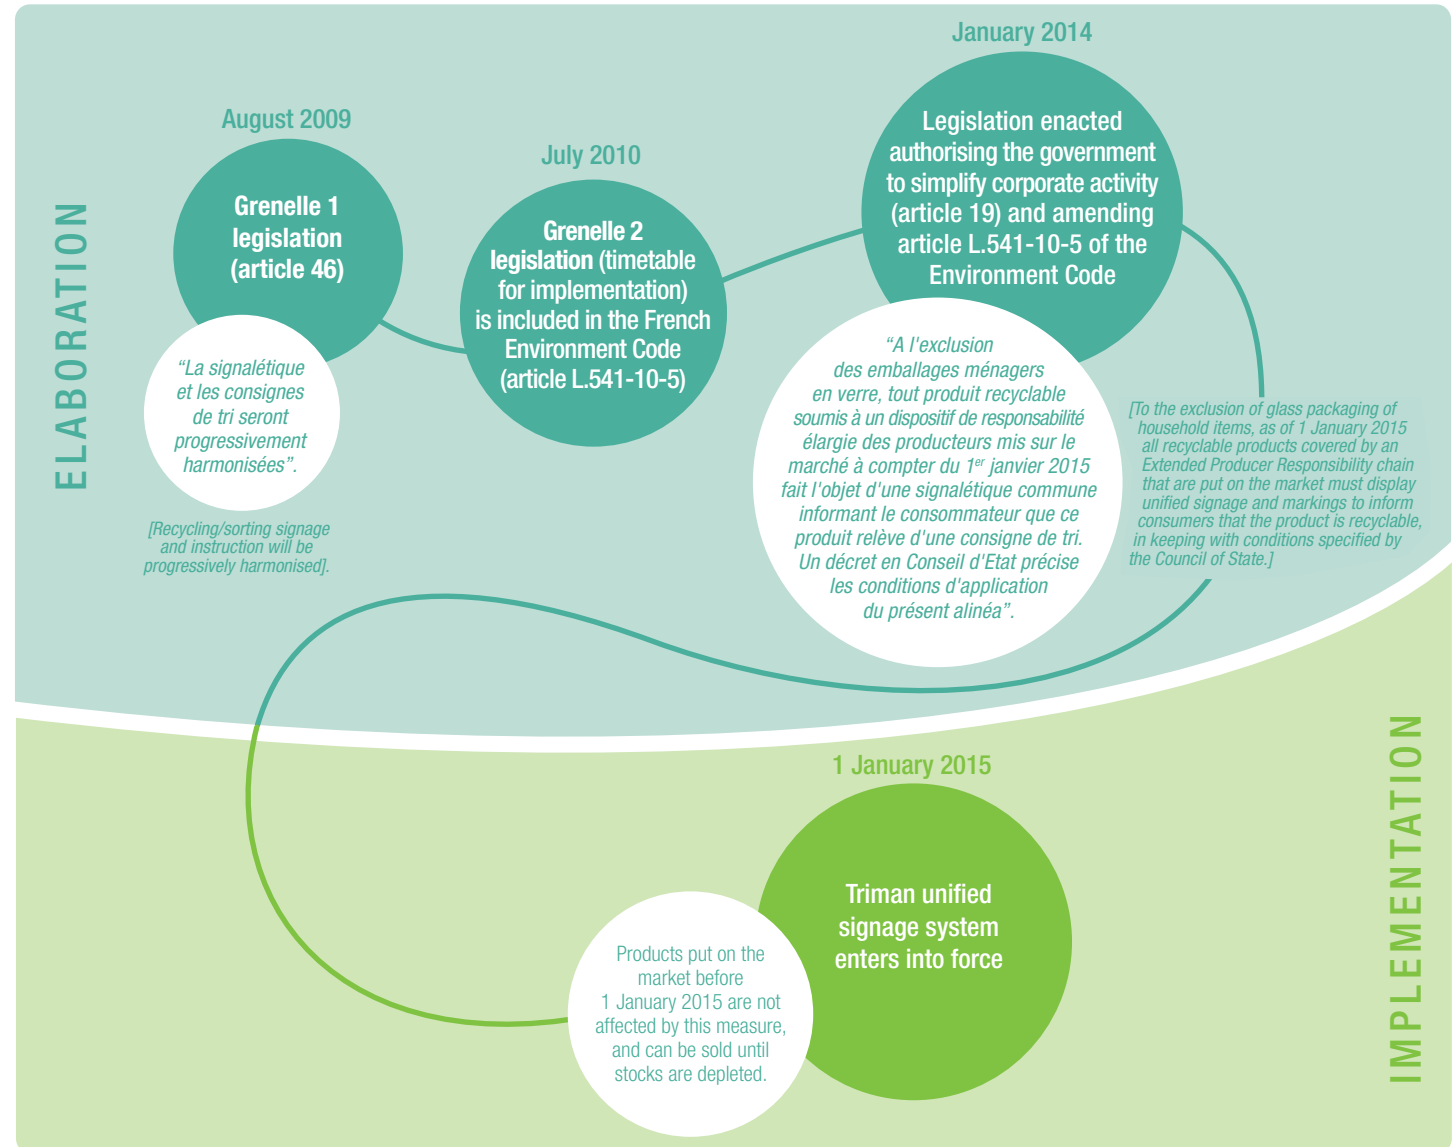 ELABORATION
August 2009
Grenelle 1
legislation
(article 46)
“La signalétique
et les consignes
de tri seront
progressivement
harmonisées”.
[Recycling/sorting signage
and instruction will be
progressively harmonised].
July 2010
Grenelle 2
legislation (timetable
for implementation)
is included in the French
Environment Code
(article L.541-10-5)
January 2014
Legislation enacted
authorising the government
to simplify corporate activity
(article 19) and amending
article L.541-10-5 of the
Environment Code
“A l'exclusion
des emballages ménagers
en verre, tout produit recyclable
soumis à un dispositif de responsabilité
élargie des producteurs mis sur le
marché à compter du 1er janvier 2015
fait l'objet d'une signalétique commune
informant le consommateur que ce
produit relève d'une consigne de tri.
Un décret en Conseil d'Etat précise
les conditions d'application
du présent alinéa”.
[To the exclusion of glass packaging of
household items, as of 1 January 2015
all recyclable products covered by an
Extended Producer Responsibility chain
that are put on the market must display
unified signage and markings to inform
consumers that the product is recyclable,
in keeping with conditions specified by
the Council of State.]
IMPLEMENTATION
1 January 2015
Triman unified
signage system
enters into force
Products put on the
market before
1 January 2015 are not
affected by this measure,
and can be sold until
stocks are depleted.